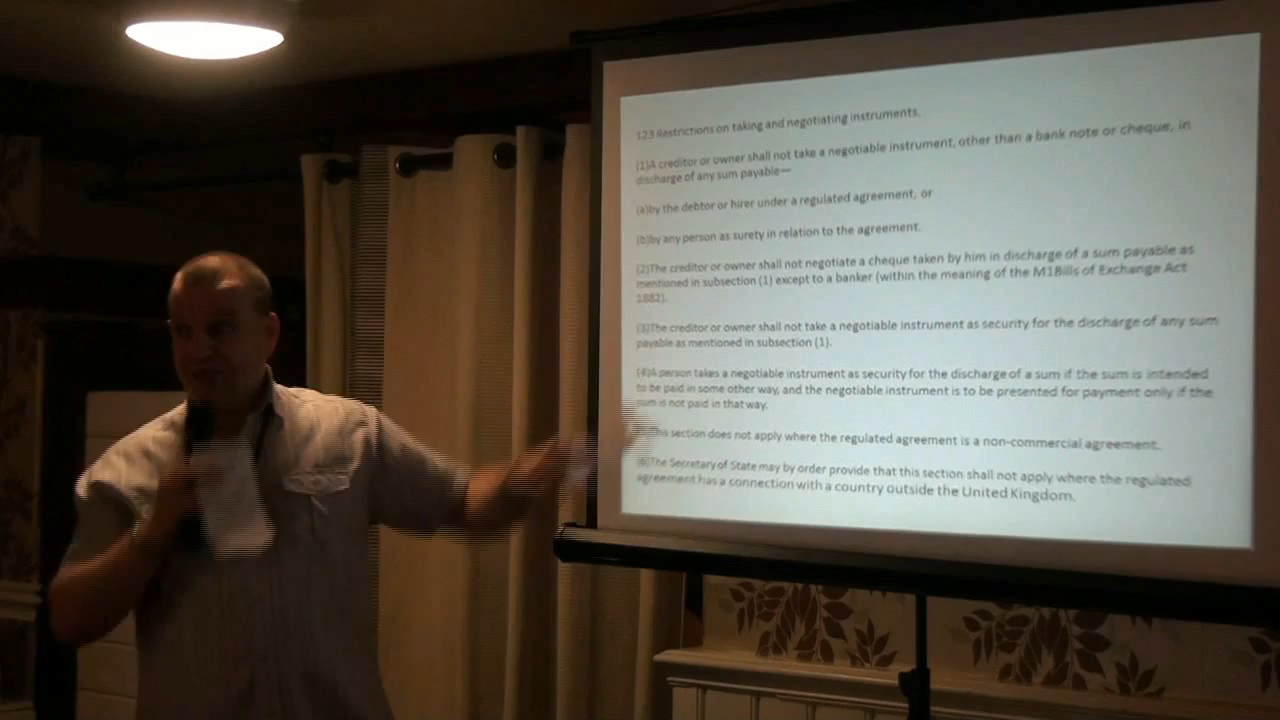 123 Restrictions on taking and negotiating instruments.
(1)A creditor or owner shall not take a negotiable instrument, other than a bank note or cheque, in
discharge of any sum payable—
(a)by the debtor or hirer under a regulated agreement, or
(b)by any person as surety in relation to the agreement.
(2)The creditor or owner shall not negotiate a cheque taken by him in discharge of a sum payable as
mentioned in subsection (1) except to a banker (within the meaning of the M1Bills of Exchange Act
1882).
(3)The creditor or owner shall not take a negotiable instrument as security for the discharge of any sum
payable as mentioned in subsection (1).
(4)A person takes a negotiable instrument as security for the discharge of a sum if the sum is intended
to be paid in some other way, and the negotiable instrument is to be presented for payment only if the
sum is not paid in that way.
This section does not apply where the regulated agreement is a non-commercial agreement.
(6)The Secretary of State may by order provide that this section shall not apply where the regulated
agreement has a connection with a country outside the United Kingdom.